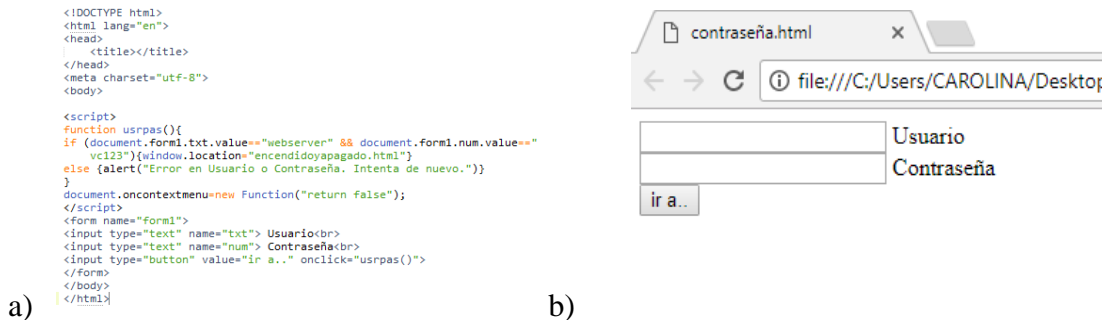 <!DOCTYPE html>
<html lang="en">
<head>
<title></title>
</head>
<meta charset="utf-8">
<body>
<script>
function usrpas(){
if (document.form1.txt.value=="webserver" && document.form1.num.value=="
vc123"){window.location="encendidoyapagado.html"}
else {alert("Error en Usuario o Contraseña. Intenta de nuevo.")}
}
document.oncontextmenu=new Function("return false");
</script>
<form name="form1">
<input type="text" name="txt"> Usuario<br>
<input type="text" name="num"> Contraseña<br>
<input type="button" value="ir a.." onclick="usrpas()">
</form>
</body>
</html>
a)
contraseña.html
file:///C:/Users/CAROLINA/Desktop
Usuario
Contraseña
ir a..
b)